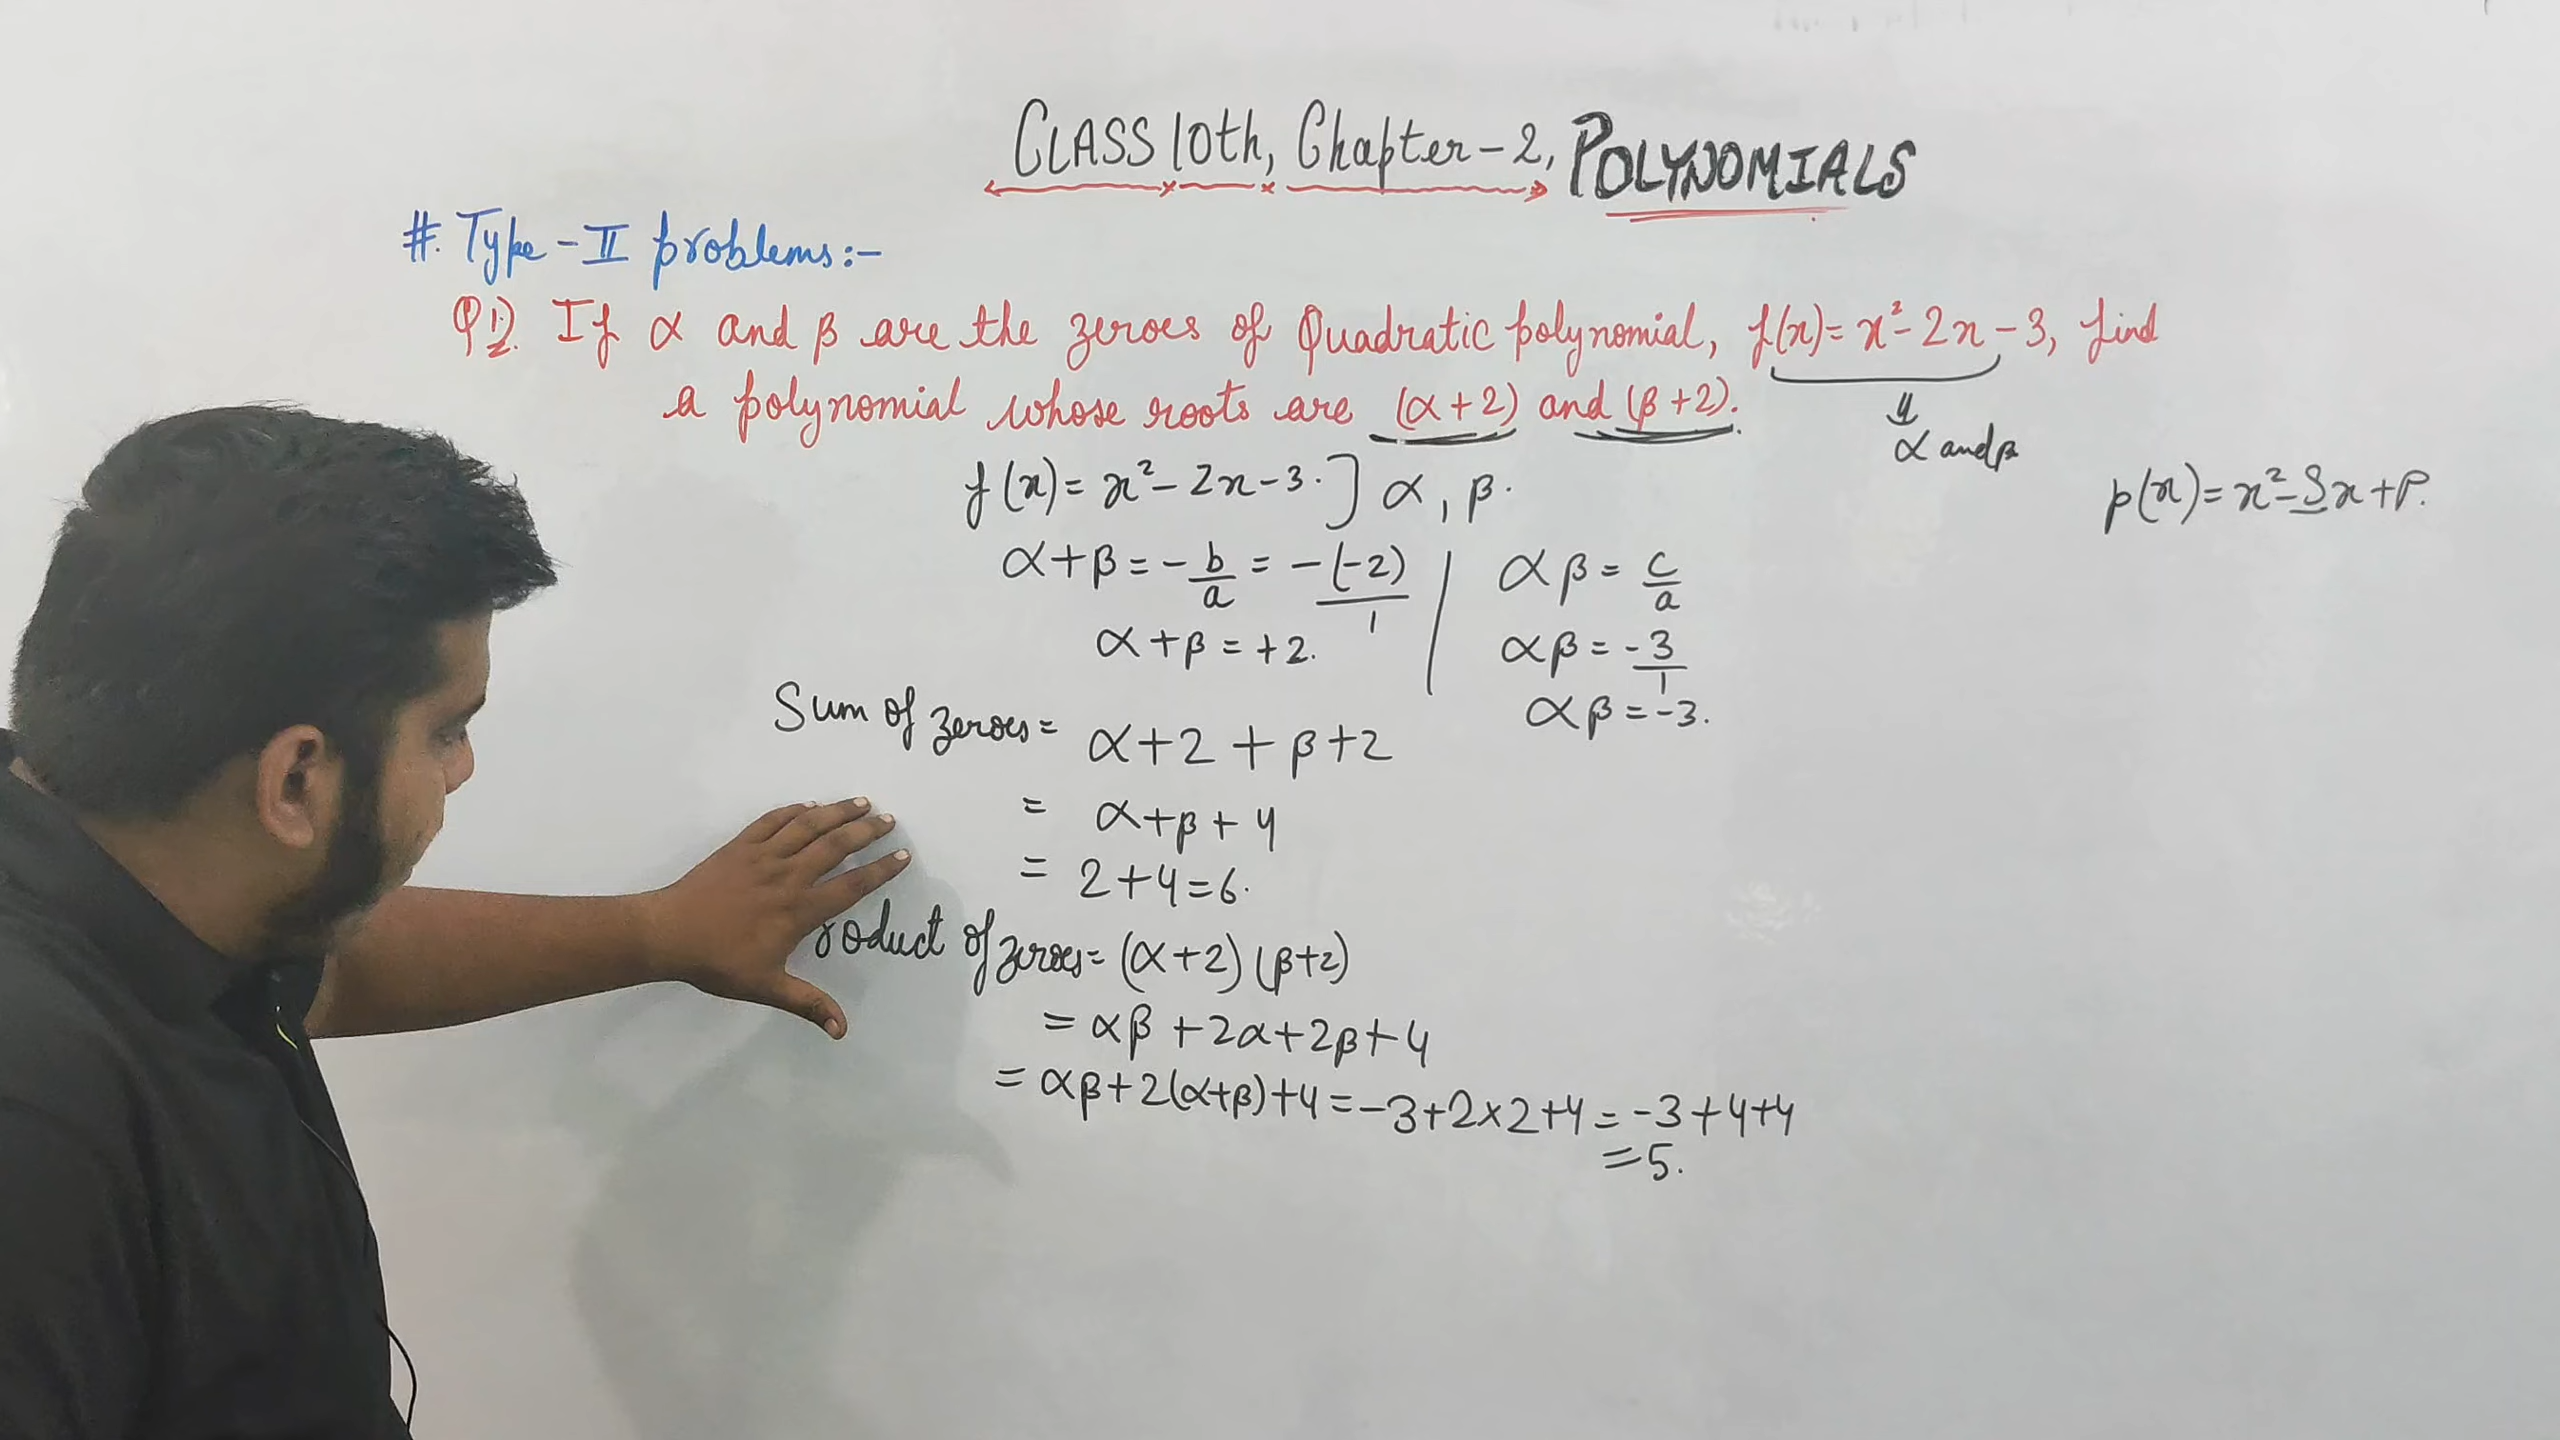 CLASS 10th, Chapter-2, POLYNOMIALS
#. Type-II problems:-
Q1). If α and β are the zeroes of Quadratic polynomial, f(x)= x²-2x-3, find
a polynomial whose roots are (α+2) and (β+2).
α and β
f(x)= x²-2x-3. ] α, β.
p(x)= x²-Sx+P.
α+β = -b/a = -(-2)/1
αβ = c/a
α+β = +2.
αβ = -3/1
αβ = -3.
Sum of zeroes = α+2 + β+2
= α+β+4
= 2+4=6.
roduct of zeroes = (α+2)(β+2)
= αβ+2α+2β+4
= αβ+2(α+β)+4 = -3+2×2+4 = -3+4+4
=5.